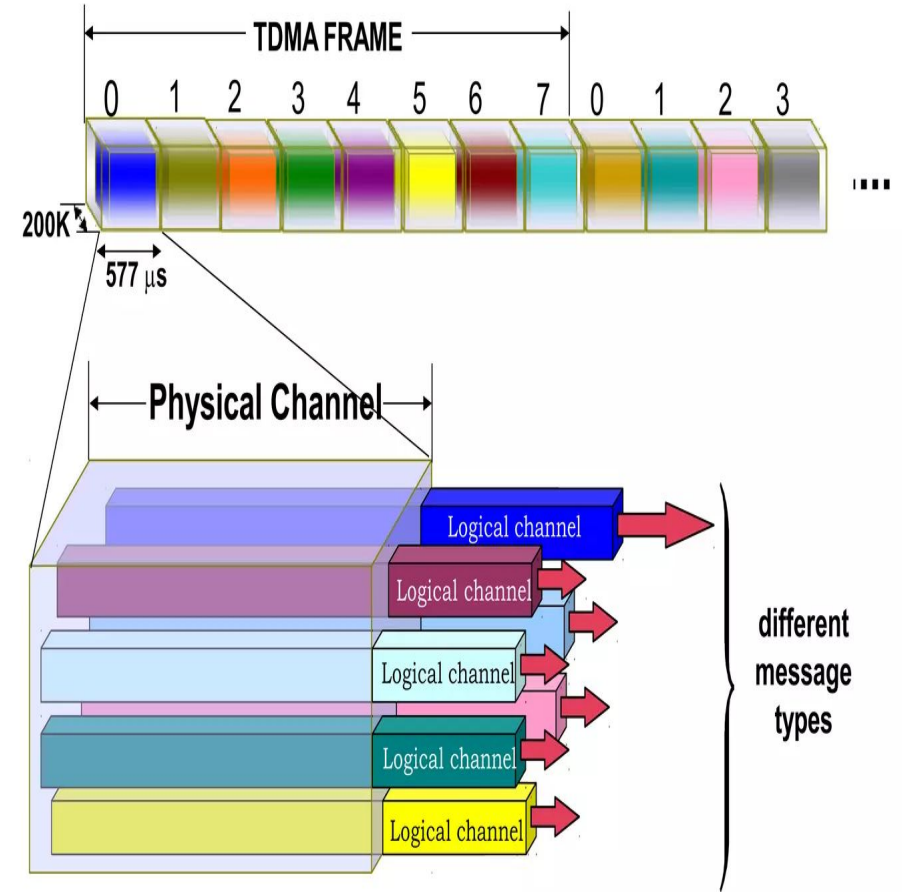 TDMA FRAME
0 1 2 3 4 5 6 7 0 1 2 3
200K
577 μs
Physical Channel
Logical channel
Logical channel
Logical channel
Logical channel
Logical channel
different
message
types